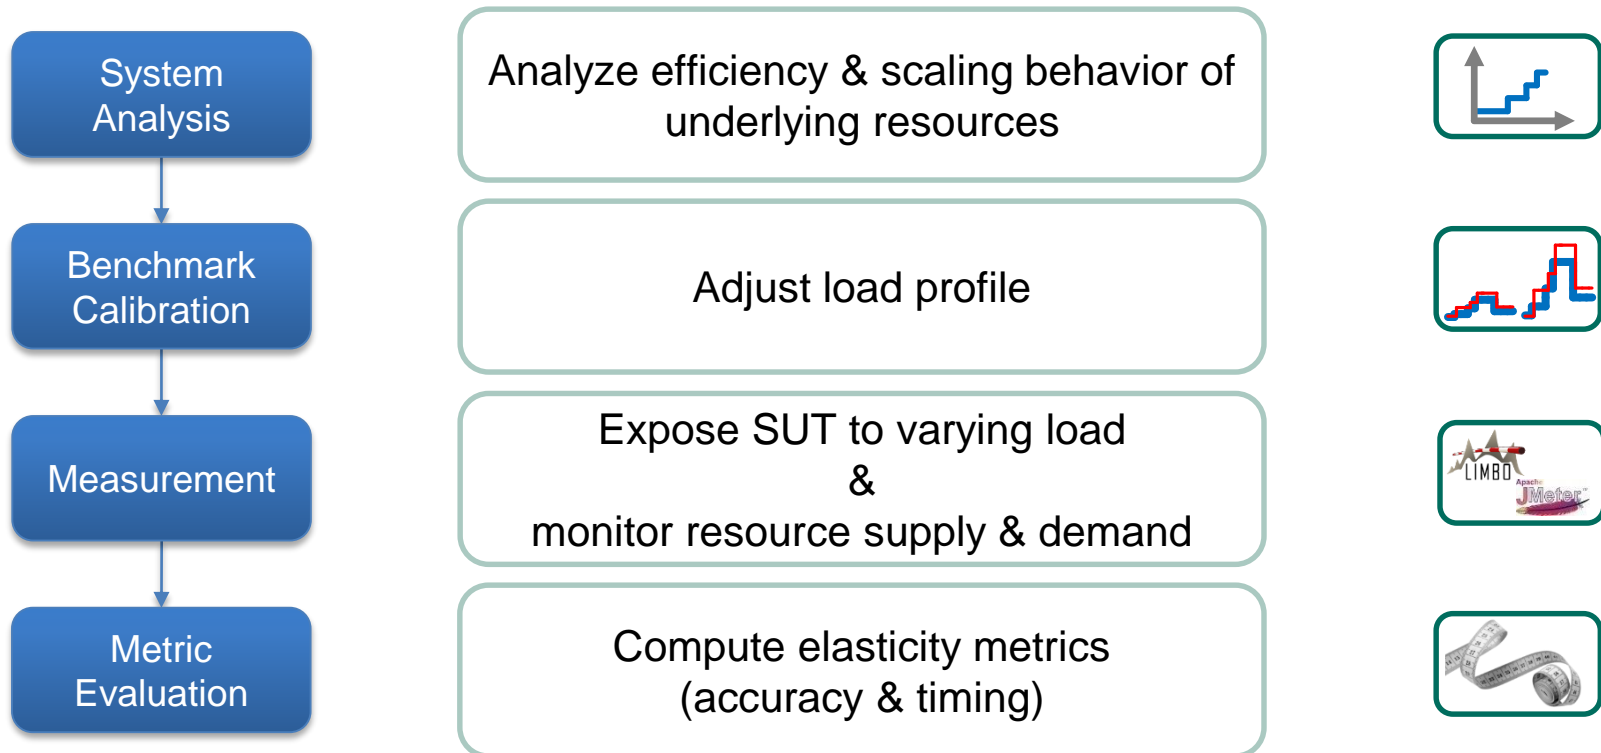 System
Analysis
Analyze efficiency & scaling behavior of
underlying resources
Benchmark
Calibration
Adjust load profile
Measurement
Expose SUT to varying load
&
monitor resource supply & demand
LIMBO
Apache
JMeter™
Metric
Evaluation
Compute elasticity metrics
(accuracy & timing)